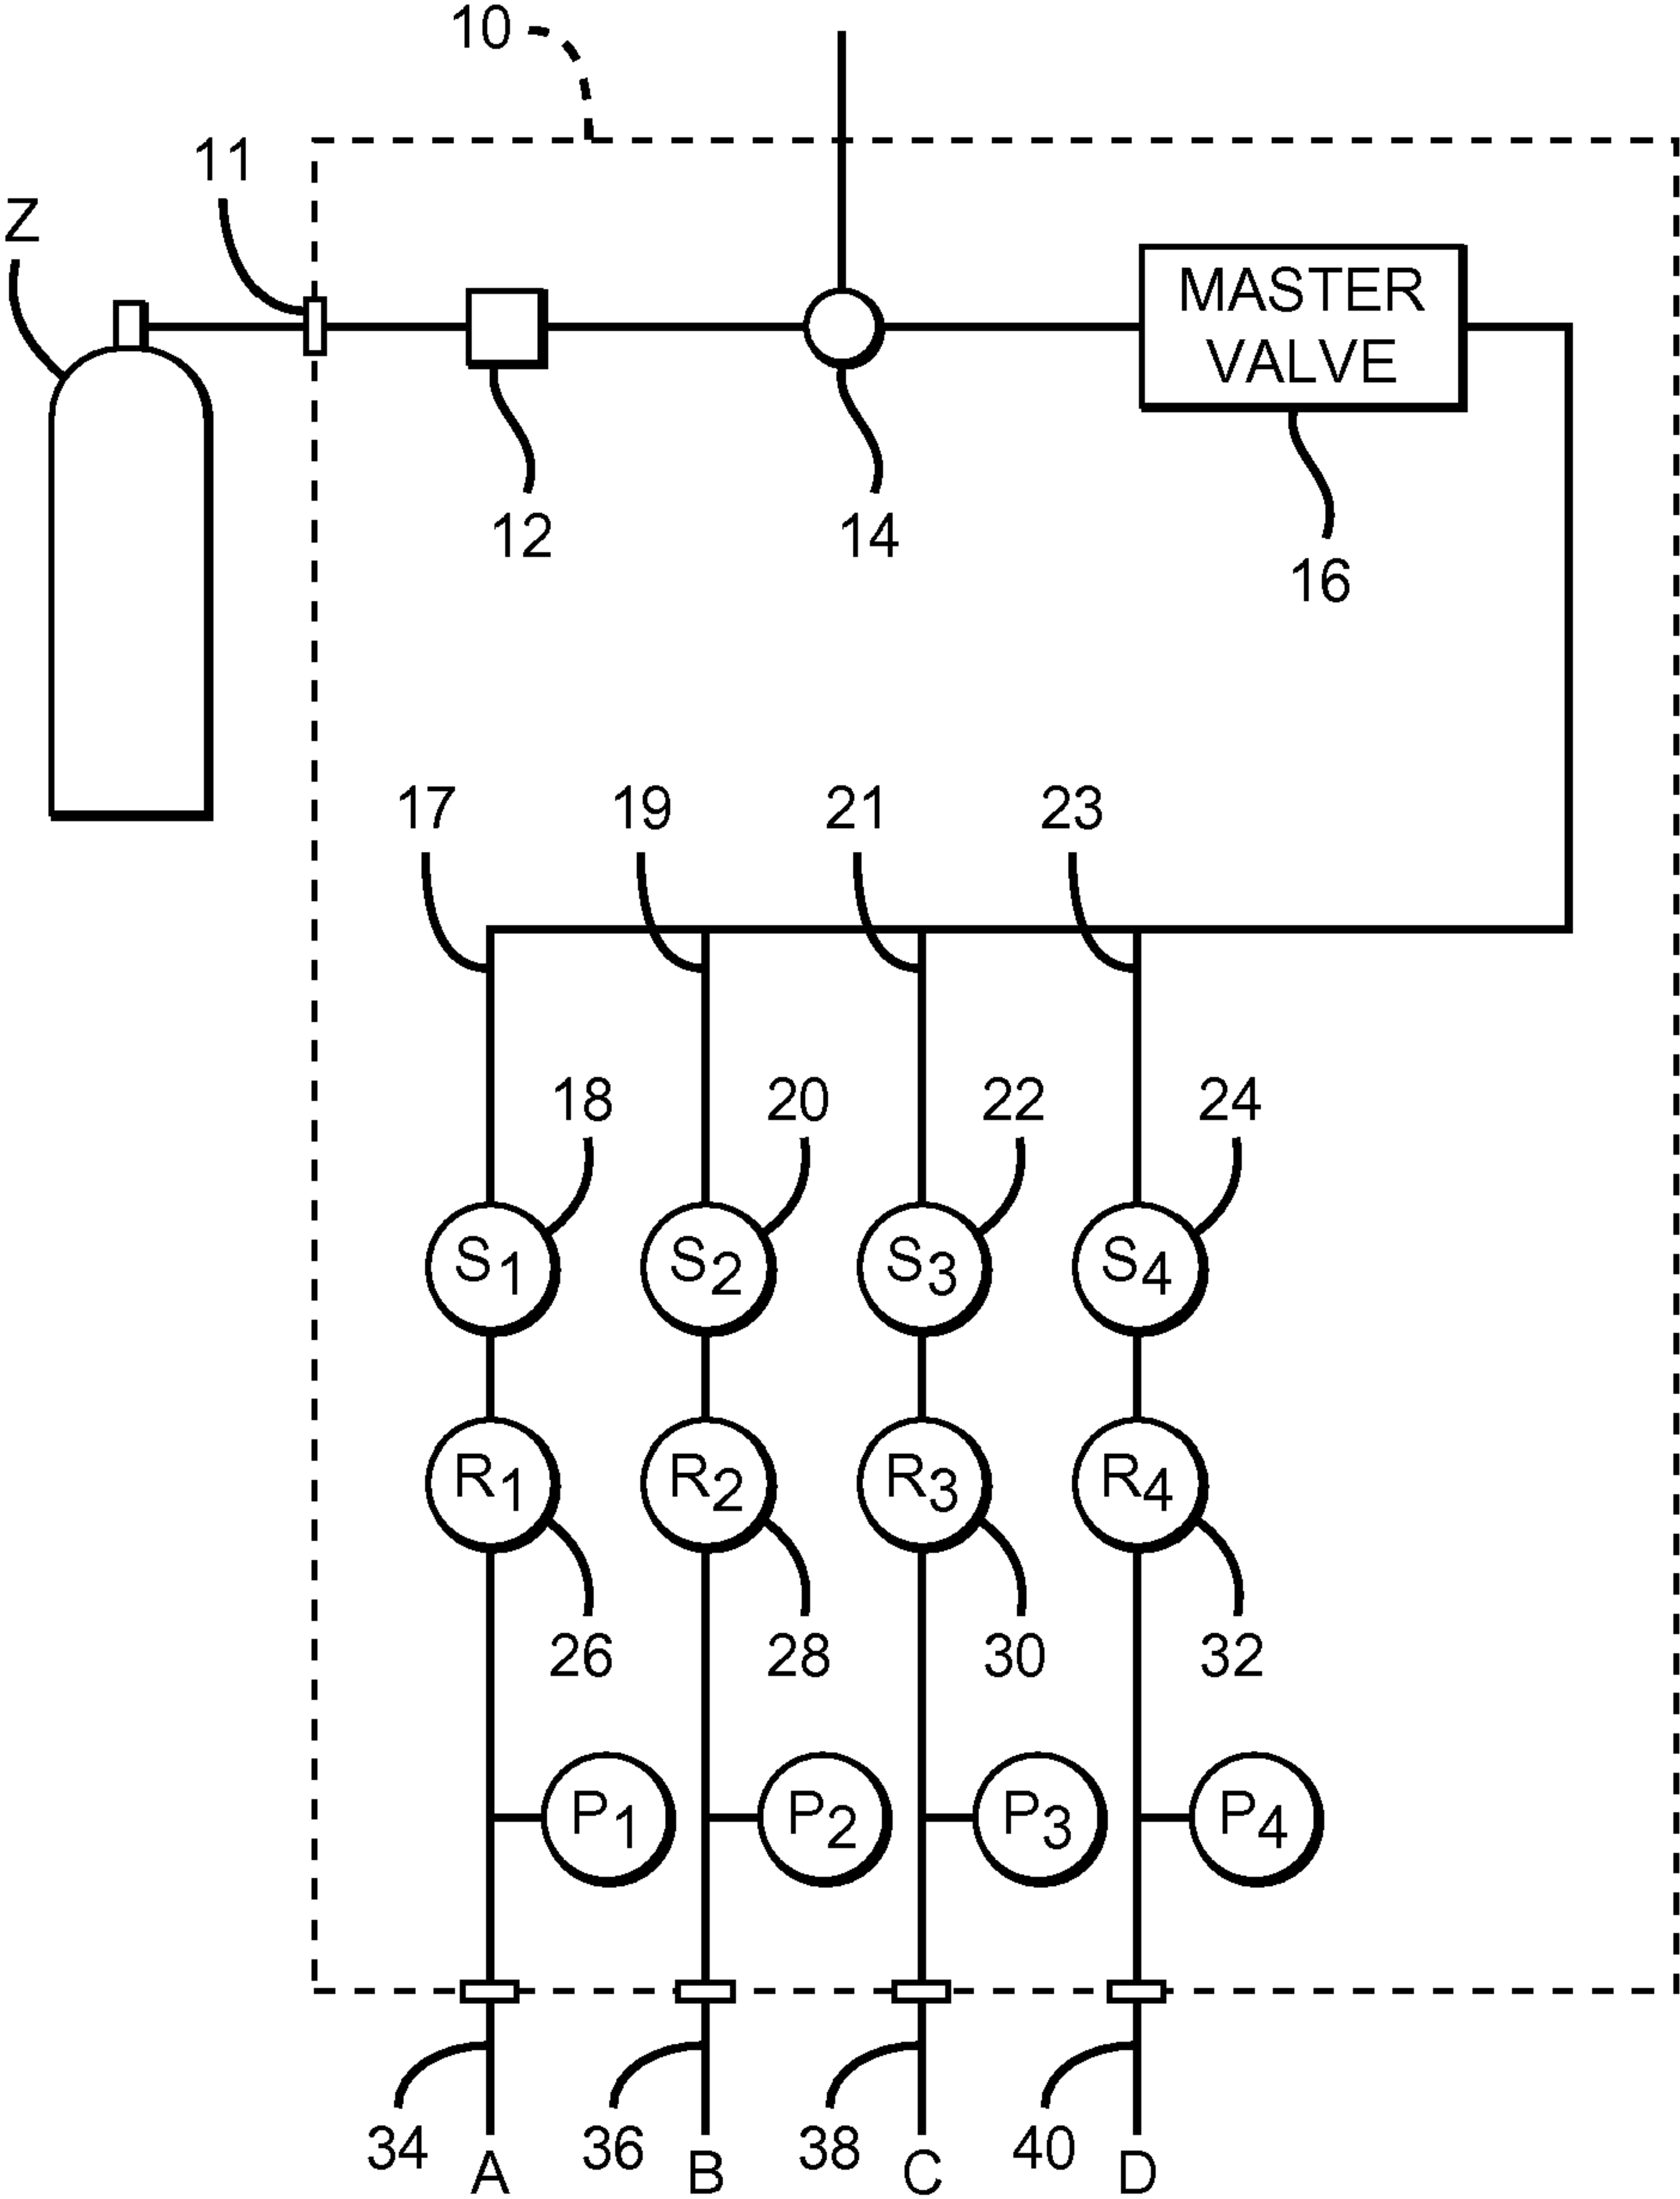 10
11
Z
MASTER
VALVE
12
14
16
17 19 21 23
18 20 22 24
S1 S2 S3 S4
R1 R2 R3 R4
26 28 30 32
P1 P2 P3 P4
34 36 38 40
A B C D